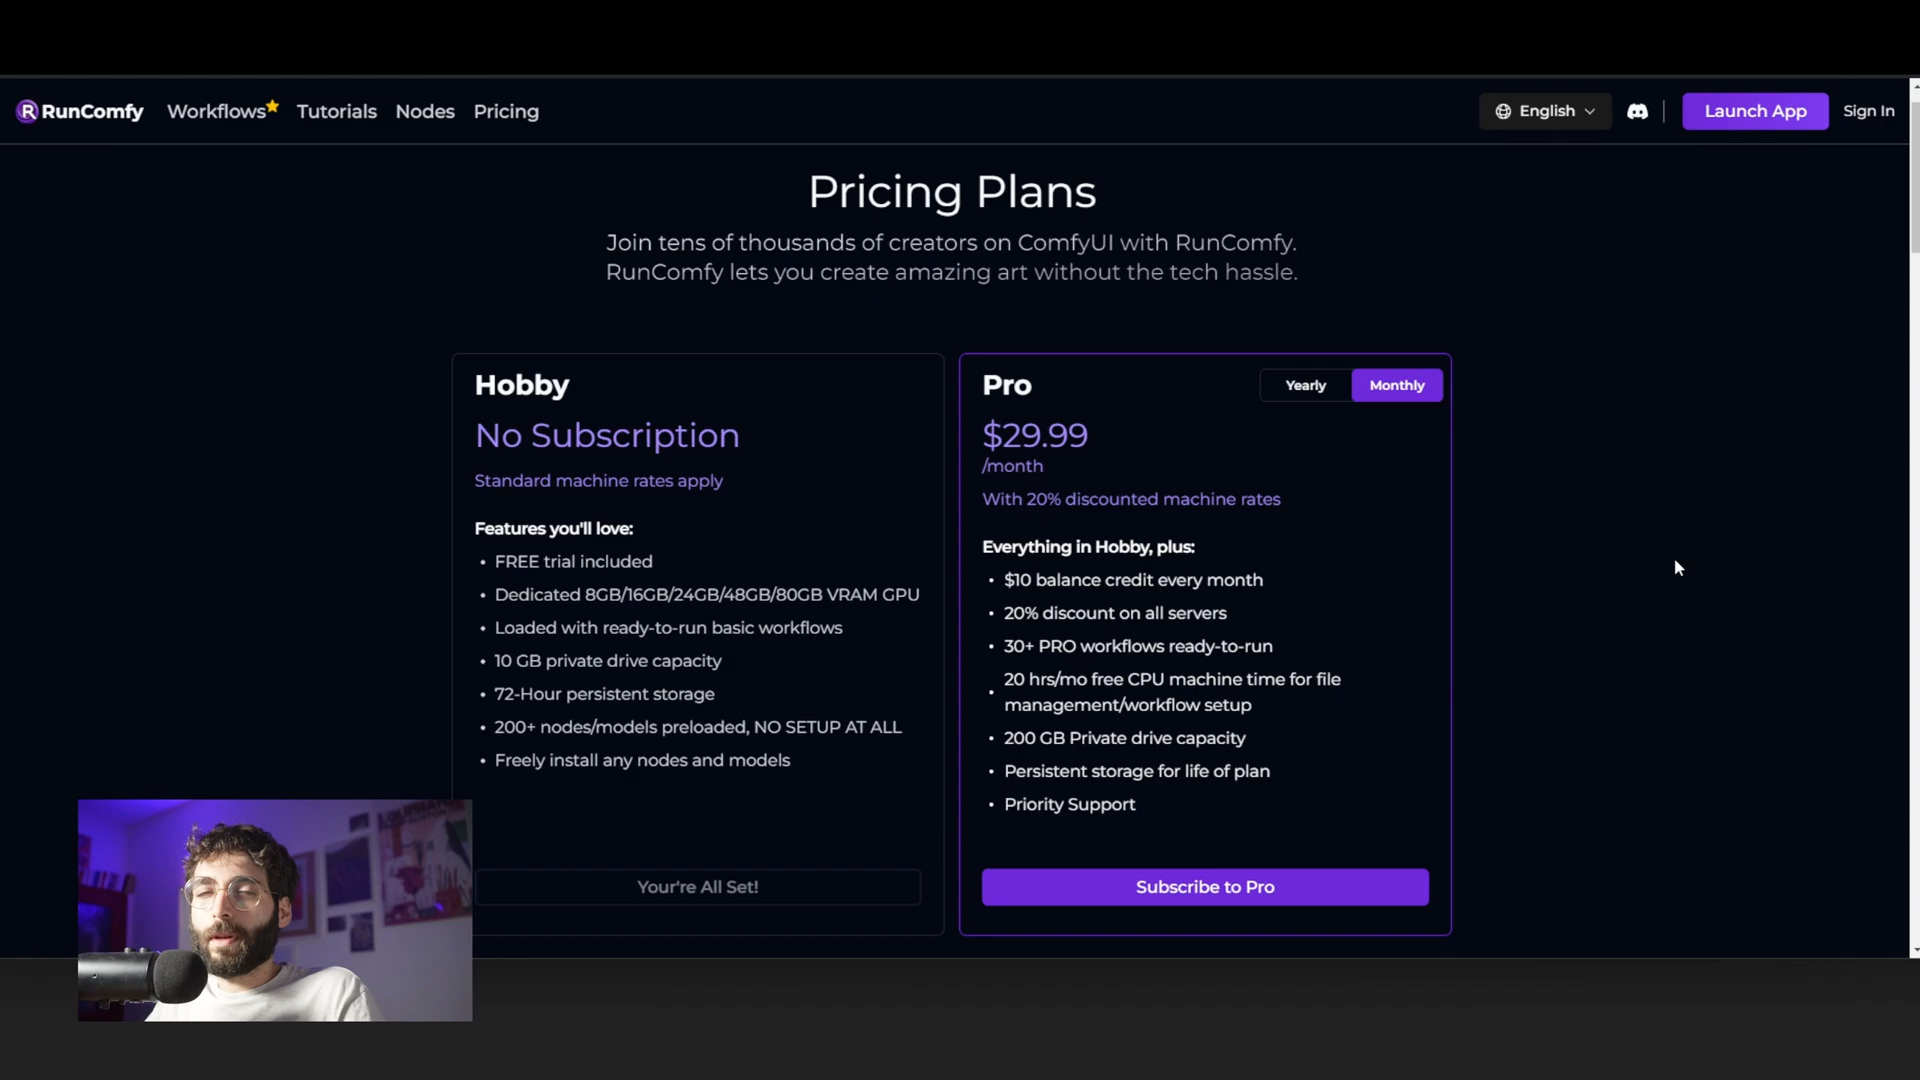 RunComfy Workflows Tutorials Nodes Pricing English Launch App Sign In
Pricing Plans
Join tens of thousands of creators on ComfyUI with RunComfy.
RunComfy lets you create amazing art without the tech hassle.
Hobby
No Subscription
Standard machine rates apply
Features you'll love:
• FREE trial included
• Dedicated 8GB/16GB/24GB/48GB/80GB VRAM GPU
• Loaded with ready-to-run basic workflows
• 10 GB private drive capacity
• 72-Hour persistent storage
• 200+ nodes/models preloaded, NO SETUP AT ALL
• Freely install any nodes and models
Your're All Set!
Pro
Yearly Monthly
$29.99
/month
With 20% discounted machine rates
Everything in Hobby, plus:
• $10 balance credit every month
• 20% discount on all servers
• 30+ PRO workflows ready-to-run
• 20 hrs/mo free CPU machine time for file
management/workflow setup
• 200 GB Private drive capacity
• Persistent storage for life of plan
• Priority Support
Subscribe to Pro